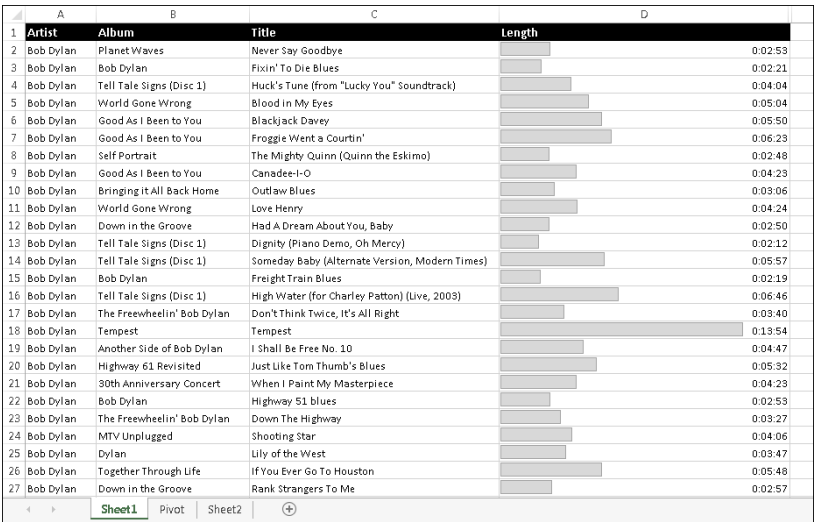 A B C D
1 Artist Album Title Length
2 Bob Dylan Planet Waves Never Say Goodbye 0:02:53
3 Bob Dylan Bob Dylan Fixin' To Die Blues 0:02:21
4 Bob Dylan Tell Tale Signs (Disc 1) Huck's Tune (from "Lucky You" Soundtrack) 0:04:04
5 Bob Dylan World Gone Wrong Blood in My Eyes 0:05:04
6 Bob Dylan Good As I Been to You Blackjack Davey 0:05:50
7 Bob Dylan Good As I Been to You Froggie Went a Courtin' 0:06:23
8 Bob Dylan Self Portrait The Mighty Quinn (Quinn the Eskimo) 0:02:48
9 Bob Dylan Good As I Been to You Canadee-I-O 0:04:23
10 Bob Dylan Bringing it All Back Home Outlaw Blues 0:03:06
11 Bob Dylan World Gone Wrong Love Henry 0:04:24
12 Bob Dylan Down in the Groove Had A Dream About You, Baby 0:02:50
13 Bob Dylan Tell Tale Signs (Disc 1) Dignity (Piano Demo, Oh Mercy) 0:02:12
14 Bob Dylan Tell Tale Signs (Disc 1) Someday Baby (Alternate Version, Modern Times) 0:05:57
15 Bob Dylan Bob Dylan Freight Train Blues 0:02:19
16 Bob Dylan Tell Tale Signs (Disc 1) High Water (for Charley Patton) (Live, 2003) 0:06:46
17 Bob Dylan The Freewheelin' Bob Dylan Don't Think Twice, It's All Right 0:03:40
18 Bob Dylan Tempest Tempest 0:13:54
19 Bob Dylan Another Side of Bob Dylan I Shall Be Free No. 10 0:04:47
20 Bob Dylan Highway 61 Revisited Just Like Tom Thumb's Blues 0:05:32
21 Bob Dylan 30th Anniversary Concert When I Paint My Masterpiece 0:04:23
22 Bob Dylan Bob Dylan Highway 51 blues 0:02:53
23 Bob Dylan The Freewheelin' Bob Dylan Down The Highway 0:03:27
24 Bob Dylan MTV Unplugged Shooting Star 0:04:06
25 Bob Dylan Dylan Lily of the West 0:03:47
26 Bob Dylan Together Through Life If You Ever Go To Houston 0:05:48
27 Bob Dylan Down in the Groove Rank Strangers To Me 0:02:57
Sheet1 Pivot Sheet2